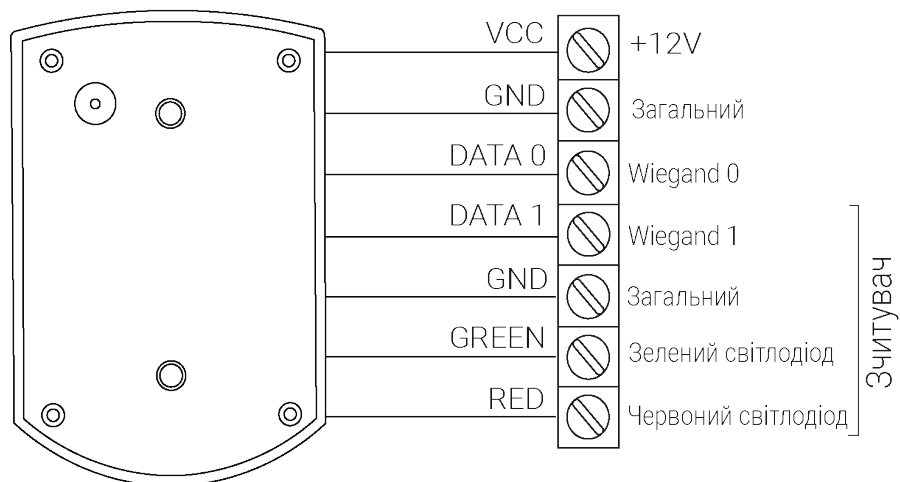 VCC +12V
GND Загальний
DATA 0 Wiegand 0
DATA 1 Wiegand 1
GND Загальний
GREEN Зелений світлодіод
RED Червоний світлодіод
Зчитувач